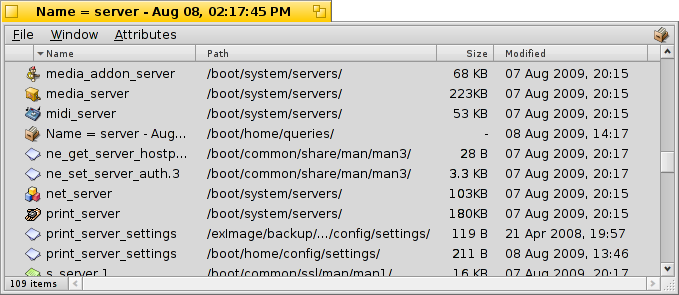 Name = server - Aug 08, 02:17:45 PM
File Window Attributes
Name Path Size Modified
media_addon_server /boot/system/servers/ 68 KB 07 Aug 2009, 20:15
media_server /boot/system/servers/ 223KB 07 Aug 2009, 20:15
midi_server /boot/system/servers/ 53 KB 07 Aug 2009, 20:15
Name = server - Aug... /boot/home/queries/ - 08 Aug 2009, 14:17
ne_get_server_hostp... /boot/common/share/man/man3/ 28 B 07 Aug 2009, 20:17
ne_set_server_auth.3 /boot/common/share/man/man3/ 3.3 KB 07 Aug 2009, 20:17
net_server /boot/system/servers/ 103KB 07 Aug 2009, 20:15
print_server /boot/system/servers/ 180KB 07 Aug 2009, 20:15
print_server_settings /exImage/backup/.../config/settings/ 119 B 21 Apr 2008, 19:57
print_server_settings /boot/home/config/settings/ 211 B 08 Aug 2009, 13:46
s_server.1 /boot/common/ssl/man/man1/ 16 KB 07 Aug 2009, 20:17
109 items